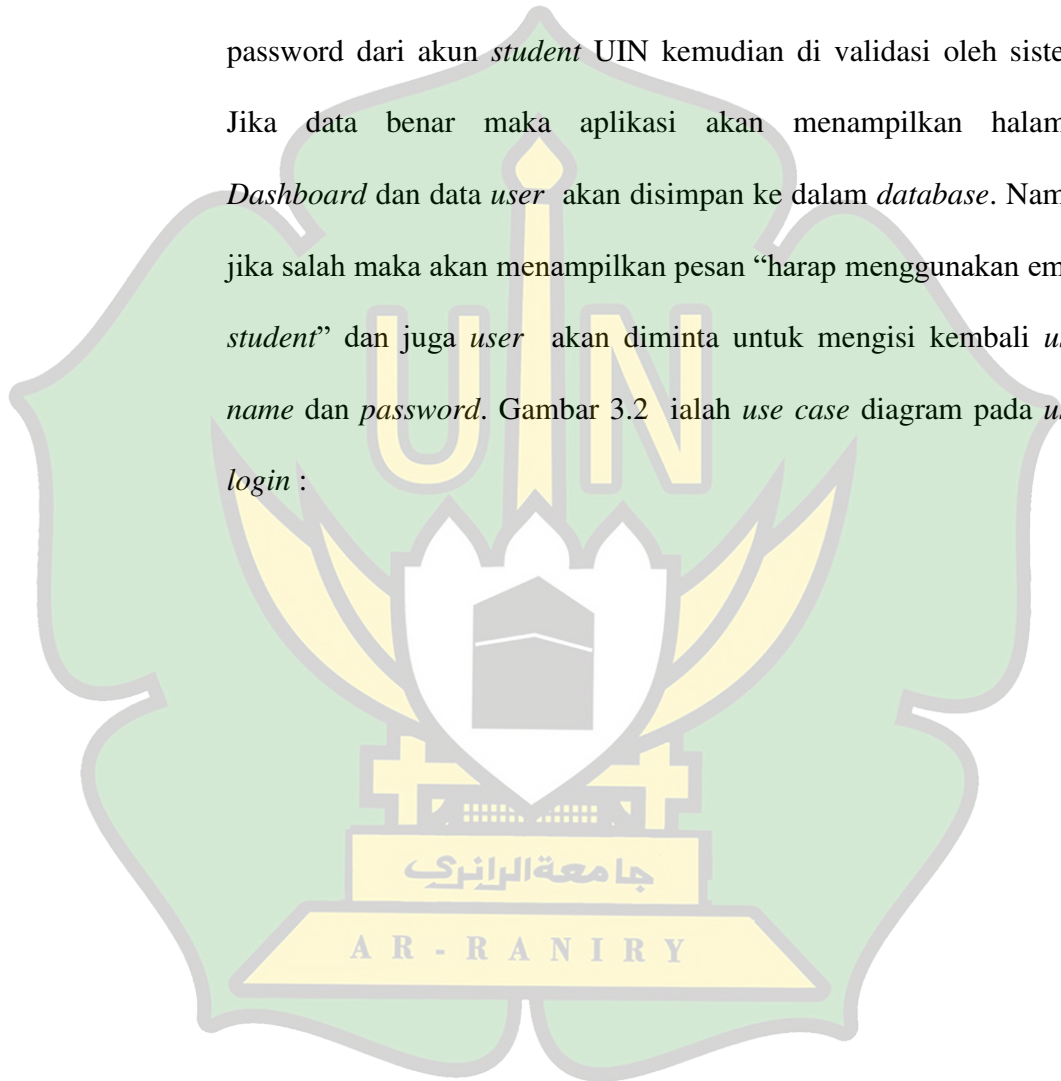 password dari akun student UIN kemudian di validasi oleh siste
Jika data benar maka aplikasi akan menampilkan halam
Dashboard dan data user akan disimpan ke dalam database. Nam
jika salah maka akan menampilkan pesan “harap menggunakan em
student” dan juga user akan diminta untuk mengisi kembali us
name dan password. Gambar 3.2 ialah use case diagram pada us
login :
UIN
جامعة الرانري
AR-RANIRY